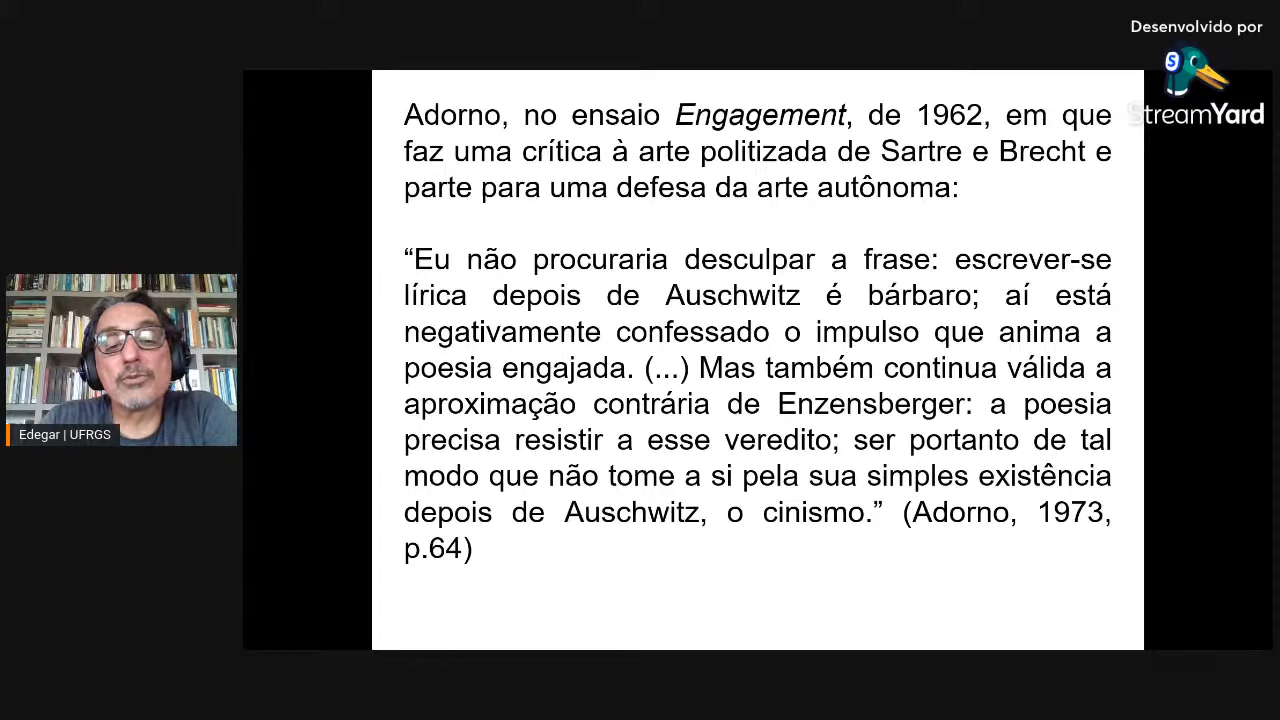 Desenvolvido por
StreamYard
Adorno, no ensaio Engagement, de 1962, em que
faz uma crítica à arte politizada de Sartre e Brecht e
parte para uma defesa da arte autônoma:
“Eu não procuraria desculpar a frase: escrever-se
lírica depois de Auschwitz é bárbaro; aí está
negativamente confessado o impulso que anima a
poesia engajada. (...) Mas também continua válida a
aproximação contrária de Enzensberger: a poesia
precisa resistir a esse veredito; ser portanto de tal
modo que não tome a si pela sua simples existência
depois de Auschwitz, o cinismo.” (Adorno, 1973,
p.64)
Edegar | UFRGS